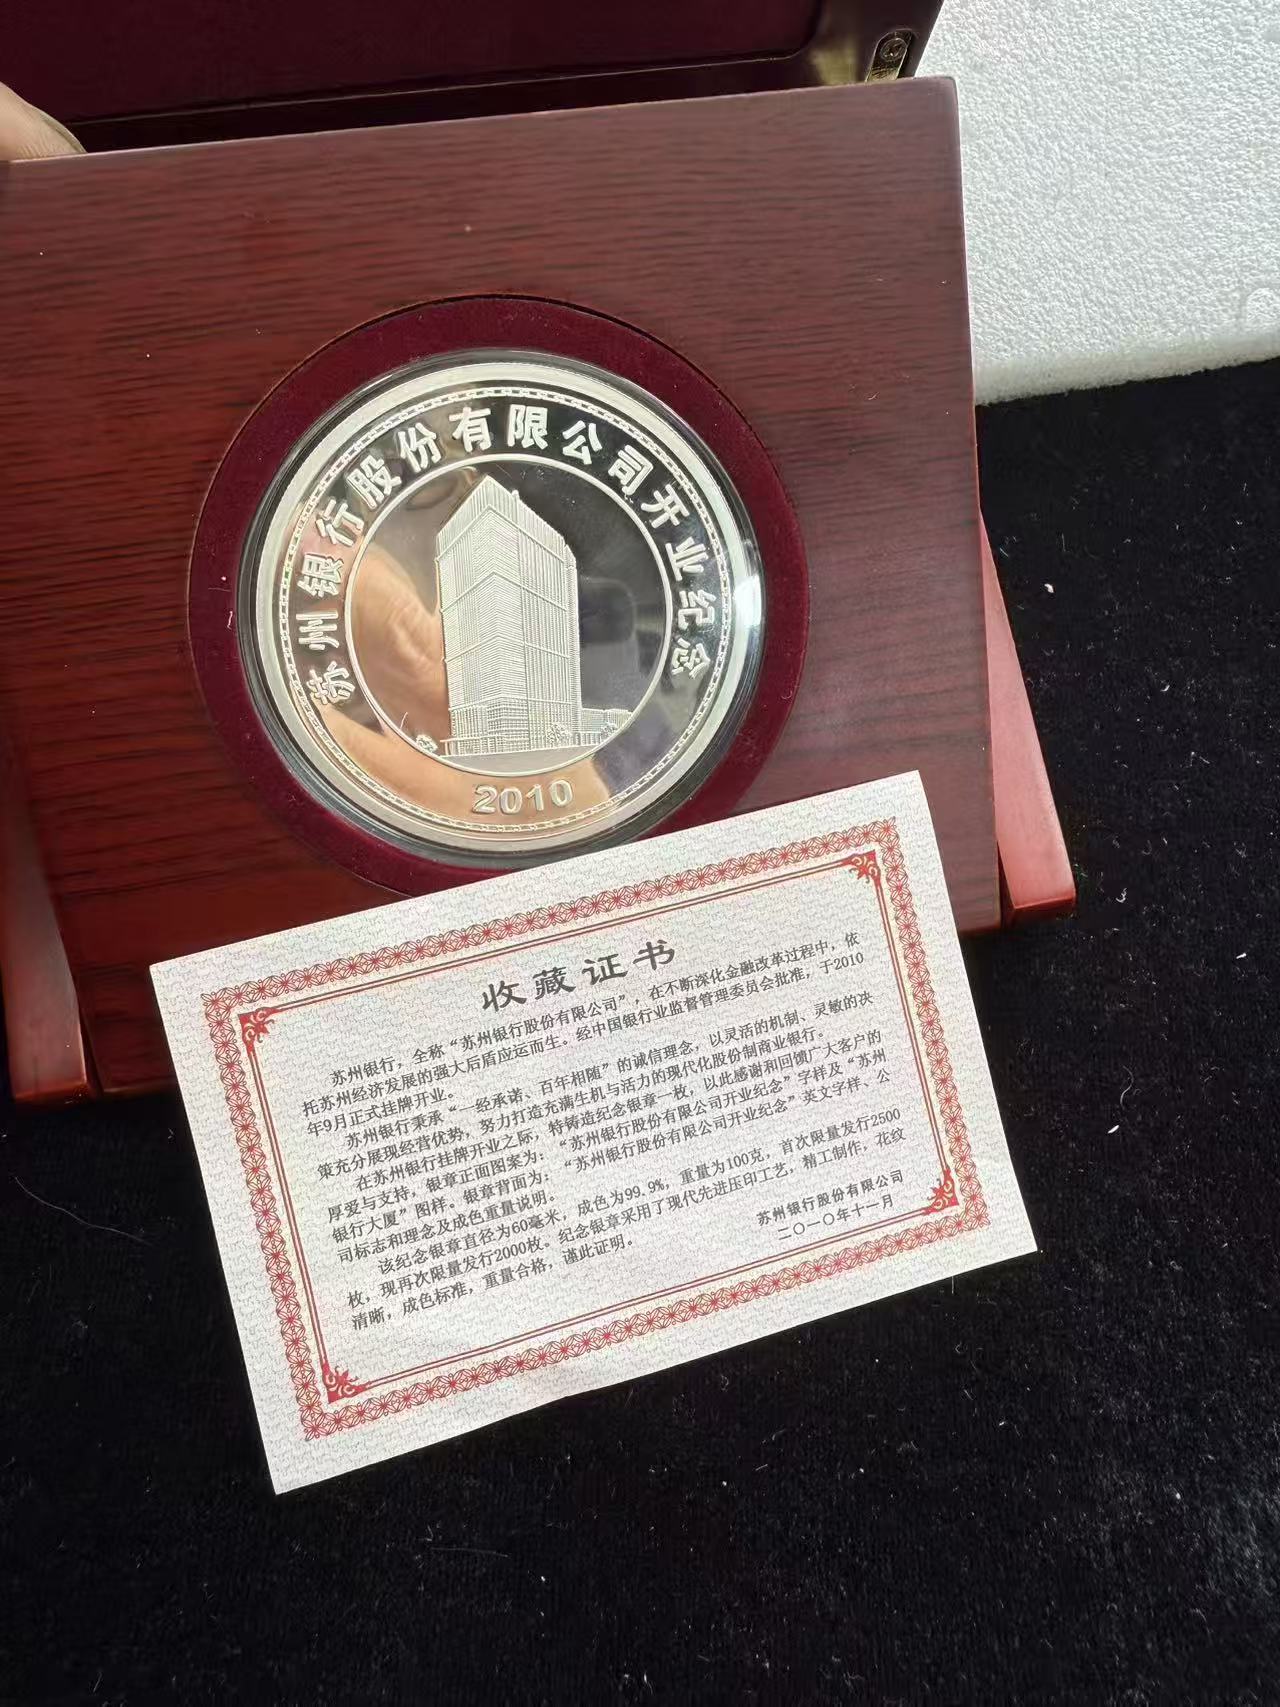 苏州银行股份有限公司开业纪念
2010
收藏证书
苏州银行，全称“苏州银行股份有限公司”，在不断深化金融改革过程中，依
托苏州经济发展的强大后盾应运而生。经中国银行业监督管理委员会批准，于2010
年9月正式挂牌开业。
苏州银行秉承“一经承诺、百年相随”的诚信理念，以灵活的机制、灵敏的决
策充分展现经营优势，努力打造充满生机与活力的现代化股份制商业银行。
在苏州银行挂牌开业之际，特铸造纪念银章一枚，以此感谢和回馈广大客户的
厚爱与支持，银章正面图案为：“苏州银行股份有限公司开业纪念”字样及“苏州
银行大厦”图样。银章背面为：“苏州银行股份有限公司开业纪念”英文字样、公
司标志和理念及成色重量说明。
该纪念银章直径为60毫米，成色为99.9%，重量为100克，首次限量发行2500
枚，现再次限量发行2000枚。纪念银章采用了现代先进压印工艺，精工制作，花纹
清晰，成色标准，重量合格，谨此证明。
苏州银行股份有限公司
二〇一〇年十一月